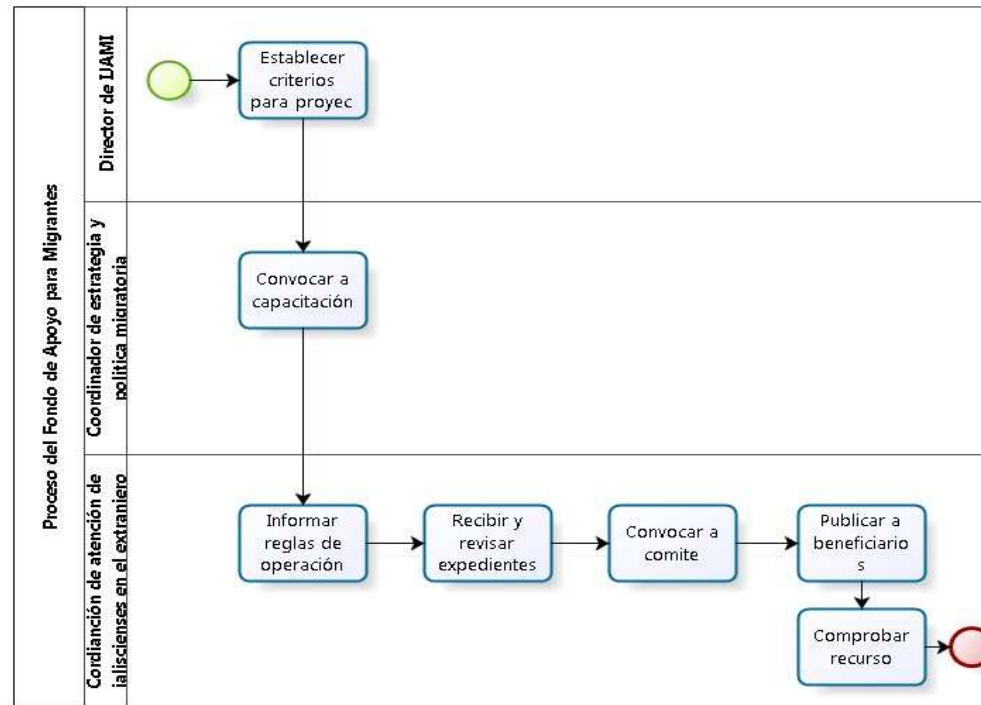 Proceso del Fondo de Apoyo para Migrantes
Director de IJAMI
Establecer
criterios
para proyec
Coordinador de estrategia y
politica migratoria
Convocar a
capacitación
Cordianción de atención de
jaliscienses en el extranjero
Informar
reglas de
operación
Recibir y
revisar
expedientes
Convocar a
comite
Publicar a
beneficiario
s
Comprobar
recurso